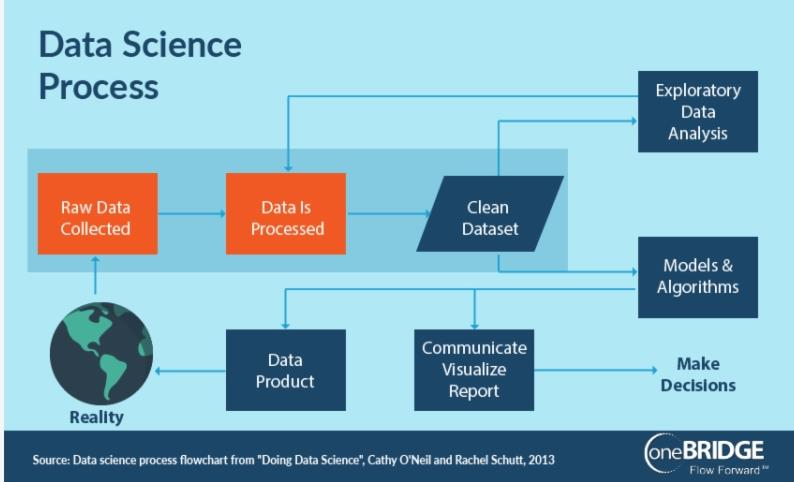 Data Science
Process
Exploratory
Data
Analysis
Raw Data
Collected
Data Is
Processed
Clean
Dataset
Models &
Algorithms
Data
Product
Communicate
Visualize
Report
Make
Decisions
Reality
Source: Data science process flowchart from "Doing Data Science", Cathy O'Neil and Rachel Schutt, 2013
oneBRIDGE
Flow Forward™